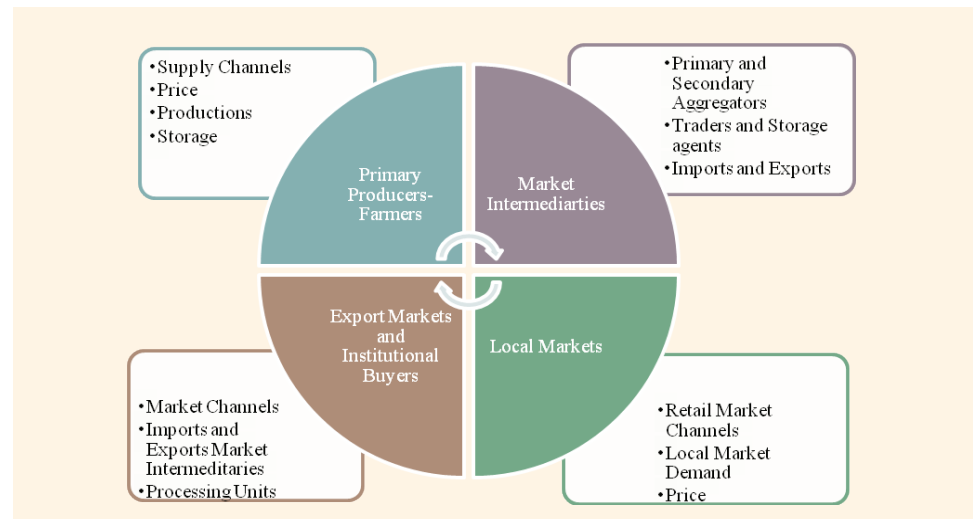 •Supply Channels
•Price
•Productions
•Storage
•Primary and
Secondary
Aggregators
•Traders and Storage
agents
•Imports and Exports
Primary
Producers-
Farmers
Market
Intermediarties
Export Markets
and
Institutional
Buyers
Local Markets
•Market Channels
•Imports and
Exports Market
Intermeditaries
•Processing Units
•Retail Market
Channels
•Local Market
Demand
•Price